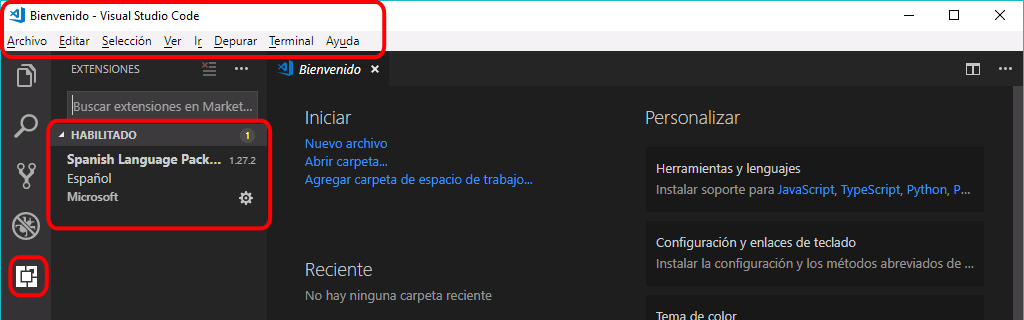 Bienvenido - Visual Studio Code
Archivo Editar Selección Ver Ir Depurar Terminal Ayuda
EXTENSIONES
Buscar extensiones en Market...
HABILITADO 1
Spanish Language Pack... 1.27.2
Español
Microsoft
Bienvenido
Iniciar
Nuevo archivo
Abrir carpeta...
Agregar carpeta de espacio de trabajo...
Reciente
No hay ninguna carpeta reciente
Personalizar
Herramientas y lenguajes
Instalar soporte para JavaScript, TypeScript, Python, P...
Configuración y enlaces de teclado
Instalar la configuración y los métodos abreviados de ...
Tema de color